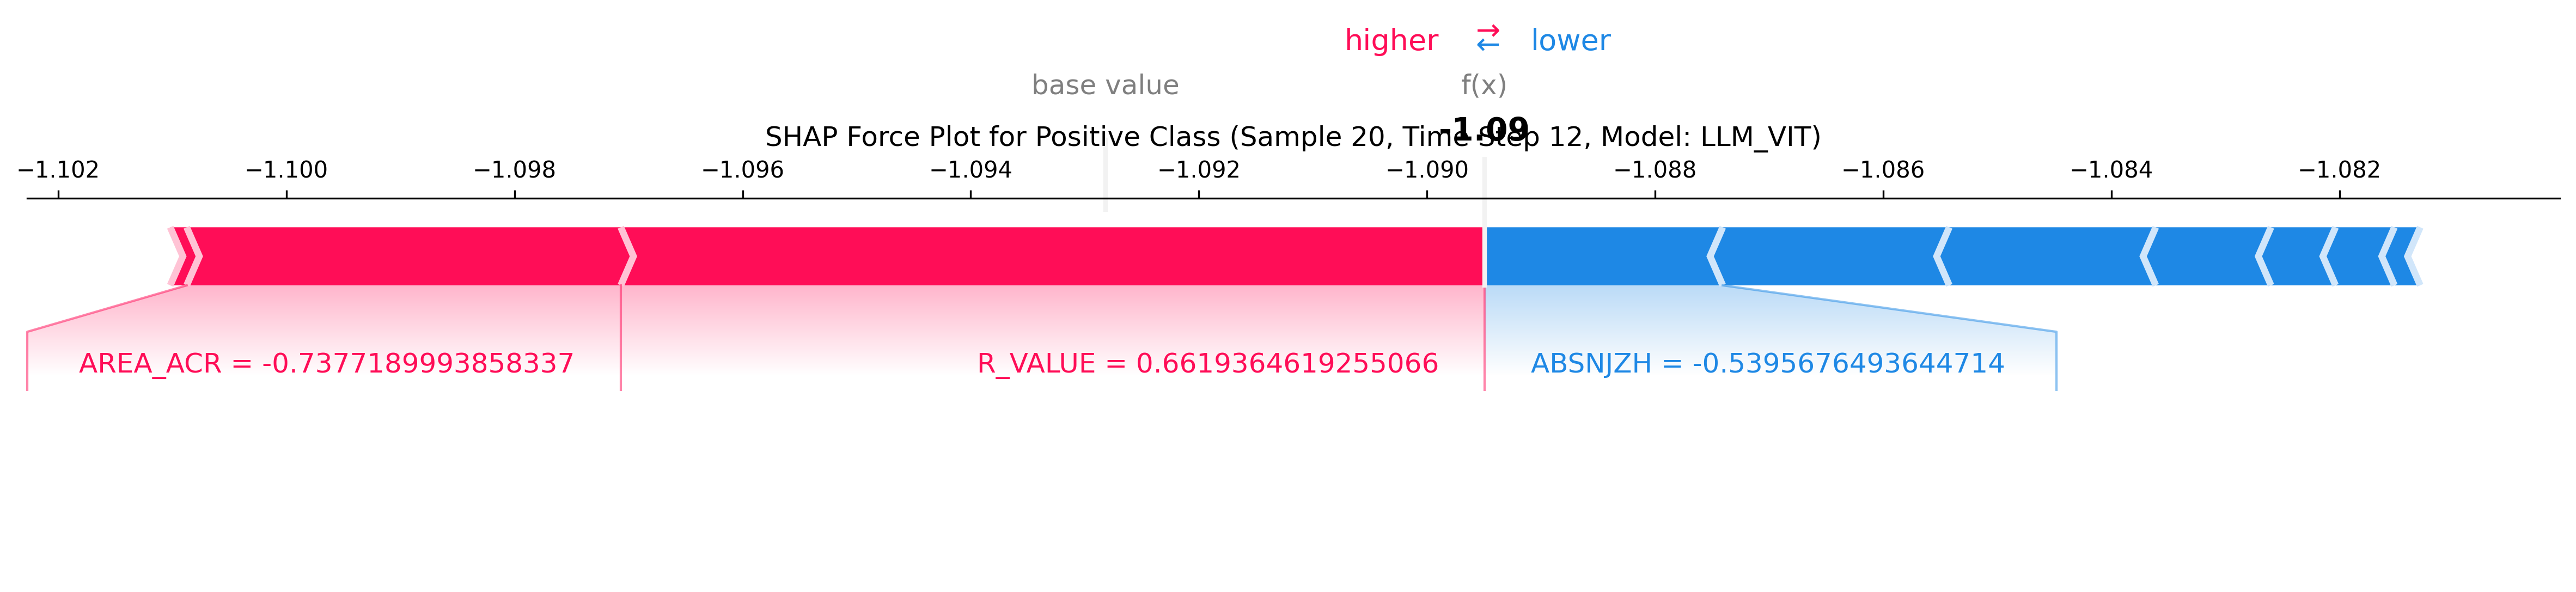 higher ⇄ lower
base value f(x)
-1.09
SHAP Force Plot for Positive Class (Sample 20, Time Step 12, Model: LLM_VIT)
−1.102 −1.100 −1.098 −1.096 −1.094 −1.092 −1.090 −1.088 −1.086 −1.084 −1.082
AREA_ACR = -0.7377189993858337 R_VALUE = 0.6619364619255066 ABSNJZH = -0.5395676493644714